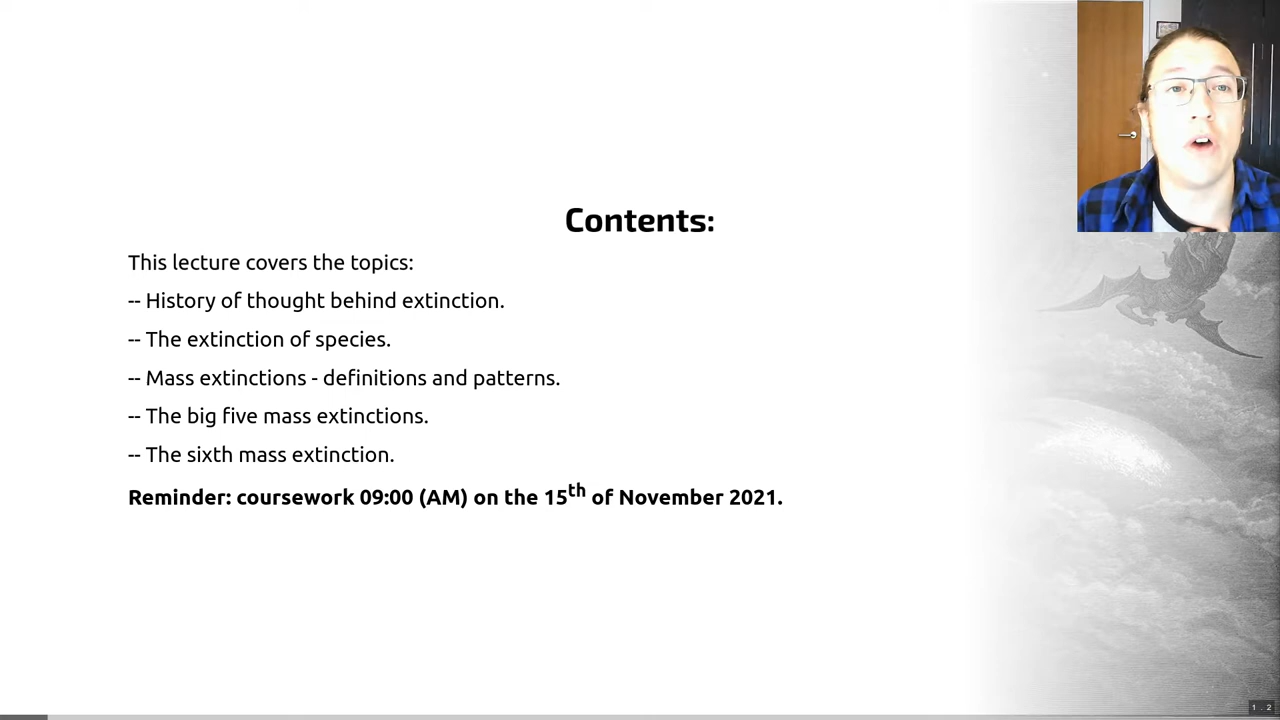 Contents:
This lecture covers the topics:
-- History of thought behind extinction.
-- The extinction of species.
-- Mass extinctions - definitions and patterns.
-- The big five mass extinctions.
-- The sixth mass extinction.
Reminder: coursework 09:00 (AM) on the 15th of November 2021.
1.2